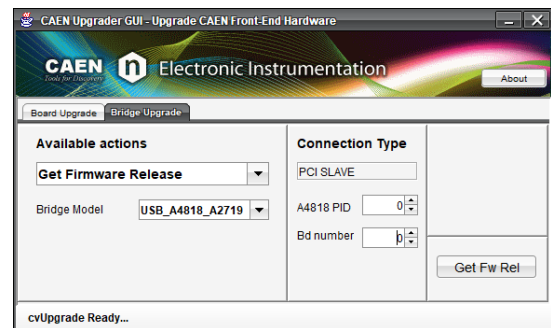 CAEN Upgrader GUI - Upgrade CAEN Front-End Hardware
CAEN n Electronic Instrumentation
Tools for Discovery
About
Board Upgrade Bridge Upgrade
Available actions
Get Firmware Release
Bridge Model USB_A4818_A2719
Connection Type
PCI SLAVE
A4818 PID 0
Bd number 0
Get Fw Rel
cvUpgrade Ready...